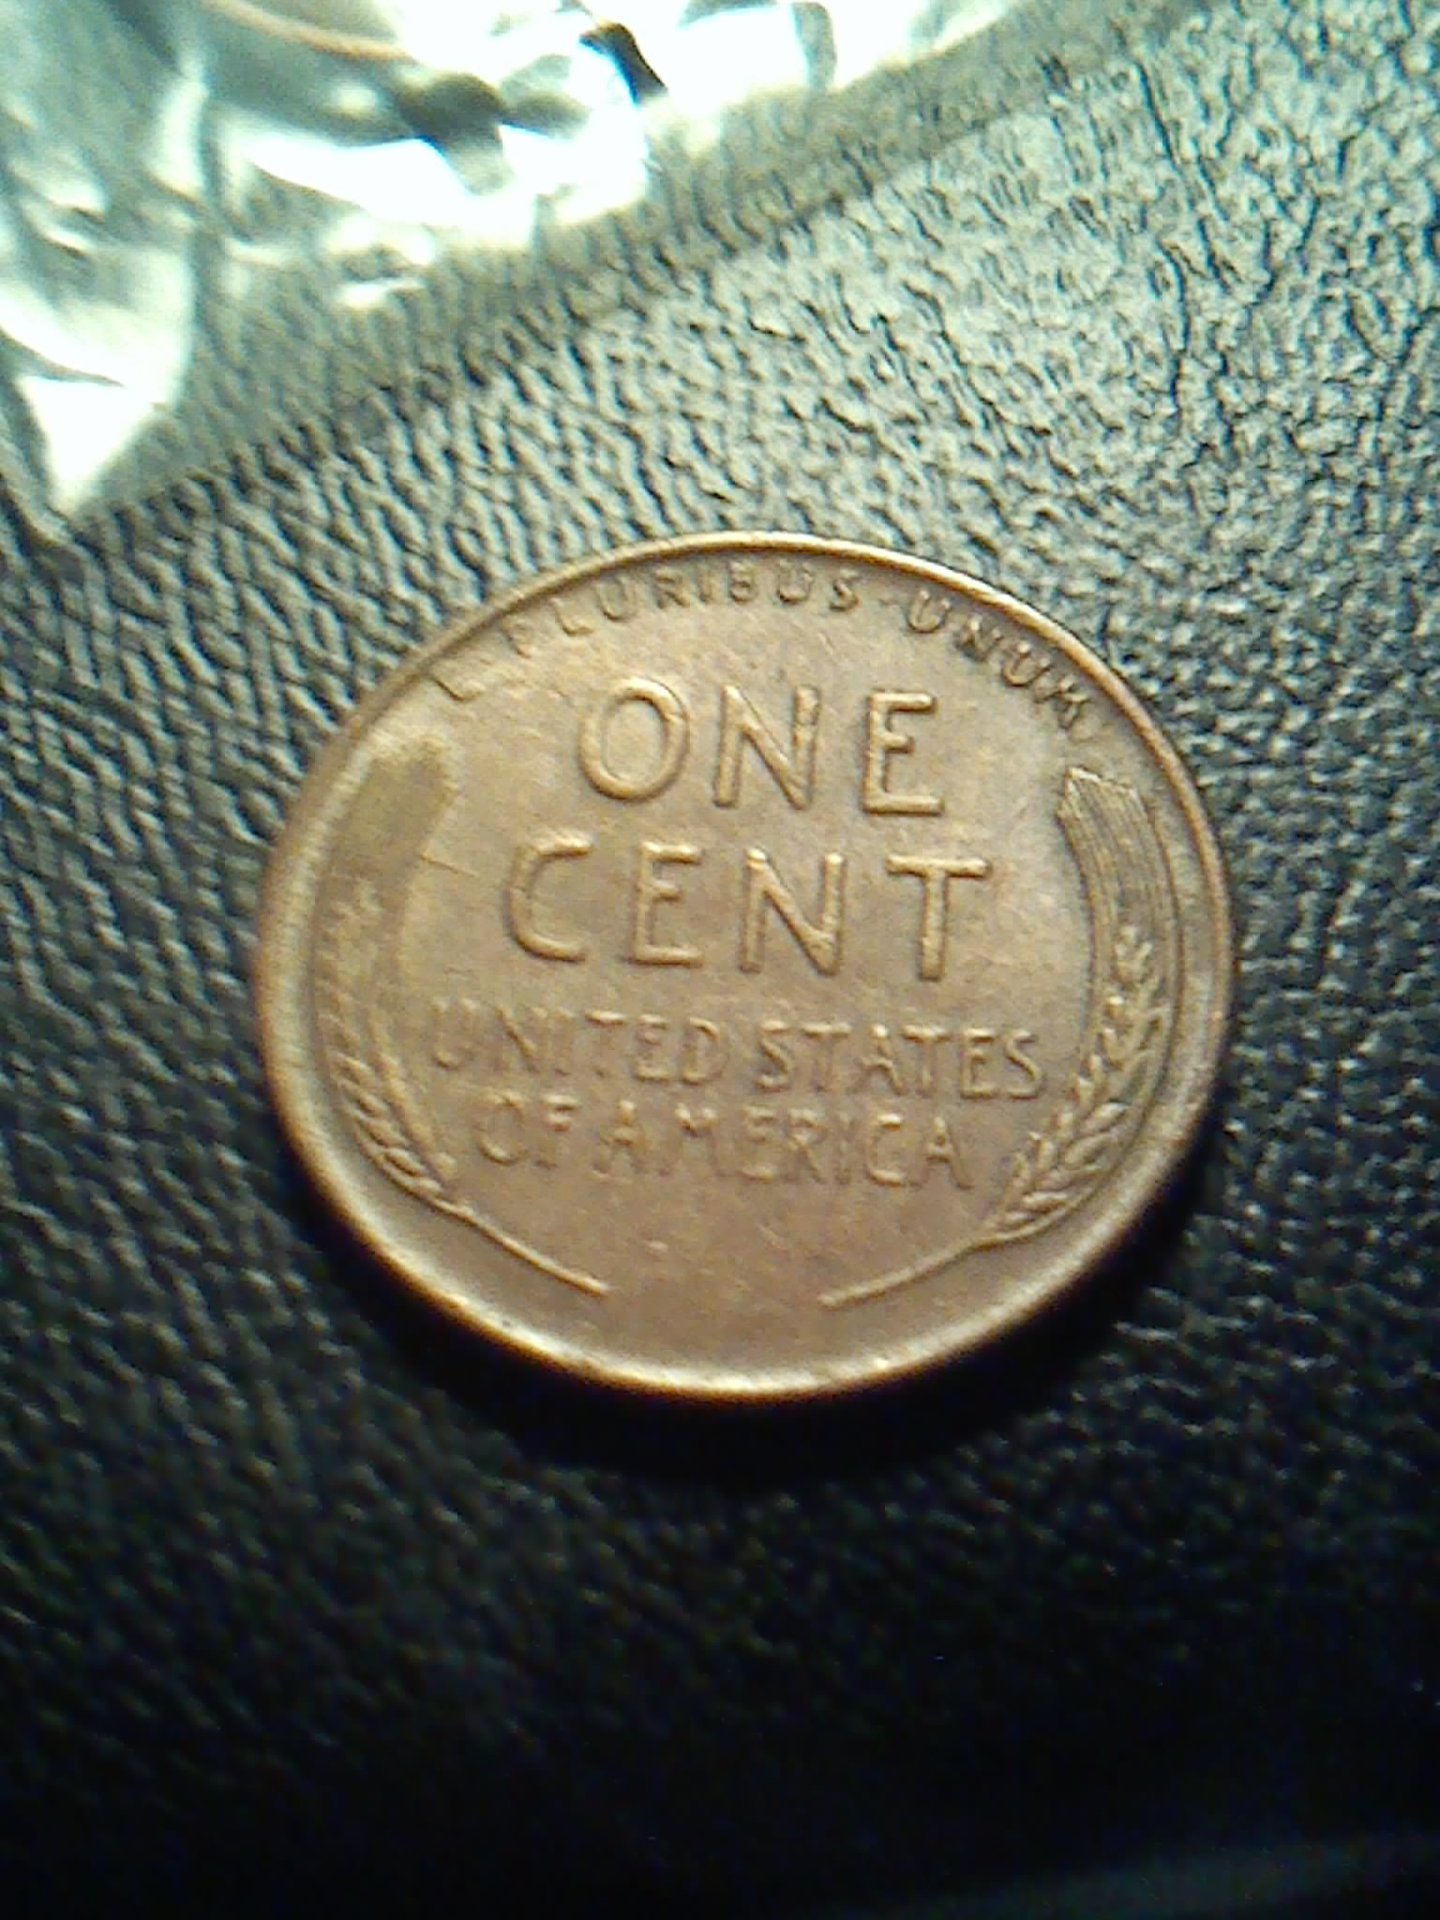 E·PLURIBUS·UNUM
ONE
CENT
UNITED STATES
OF AMERICA